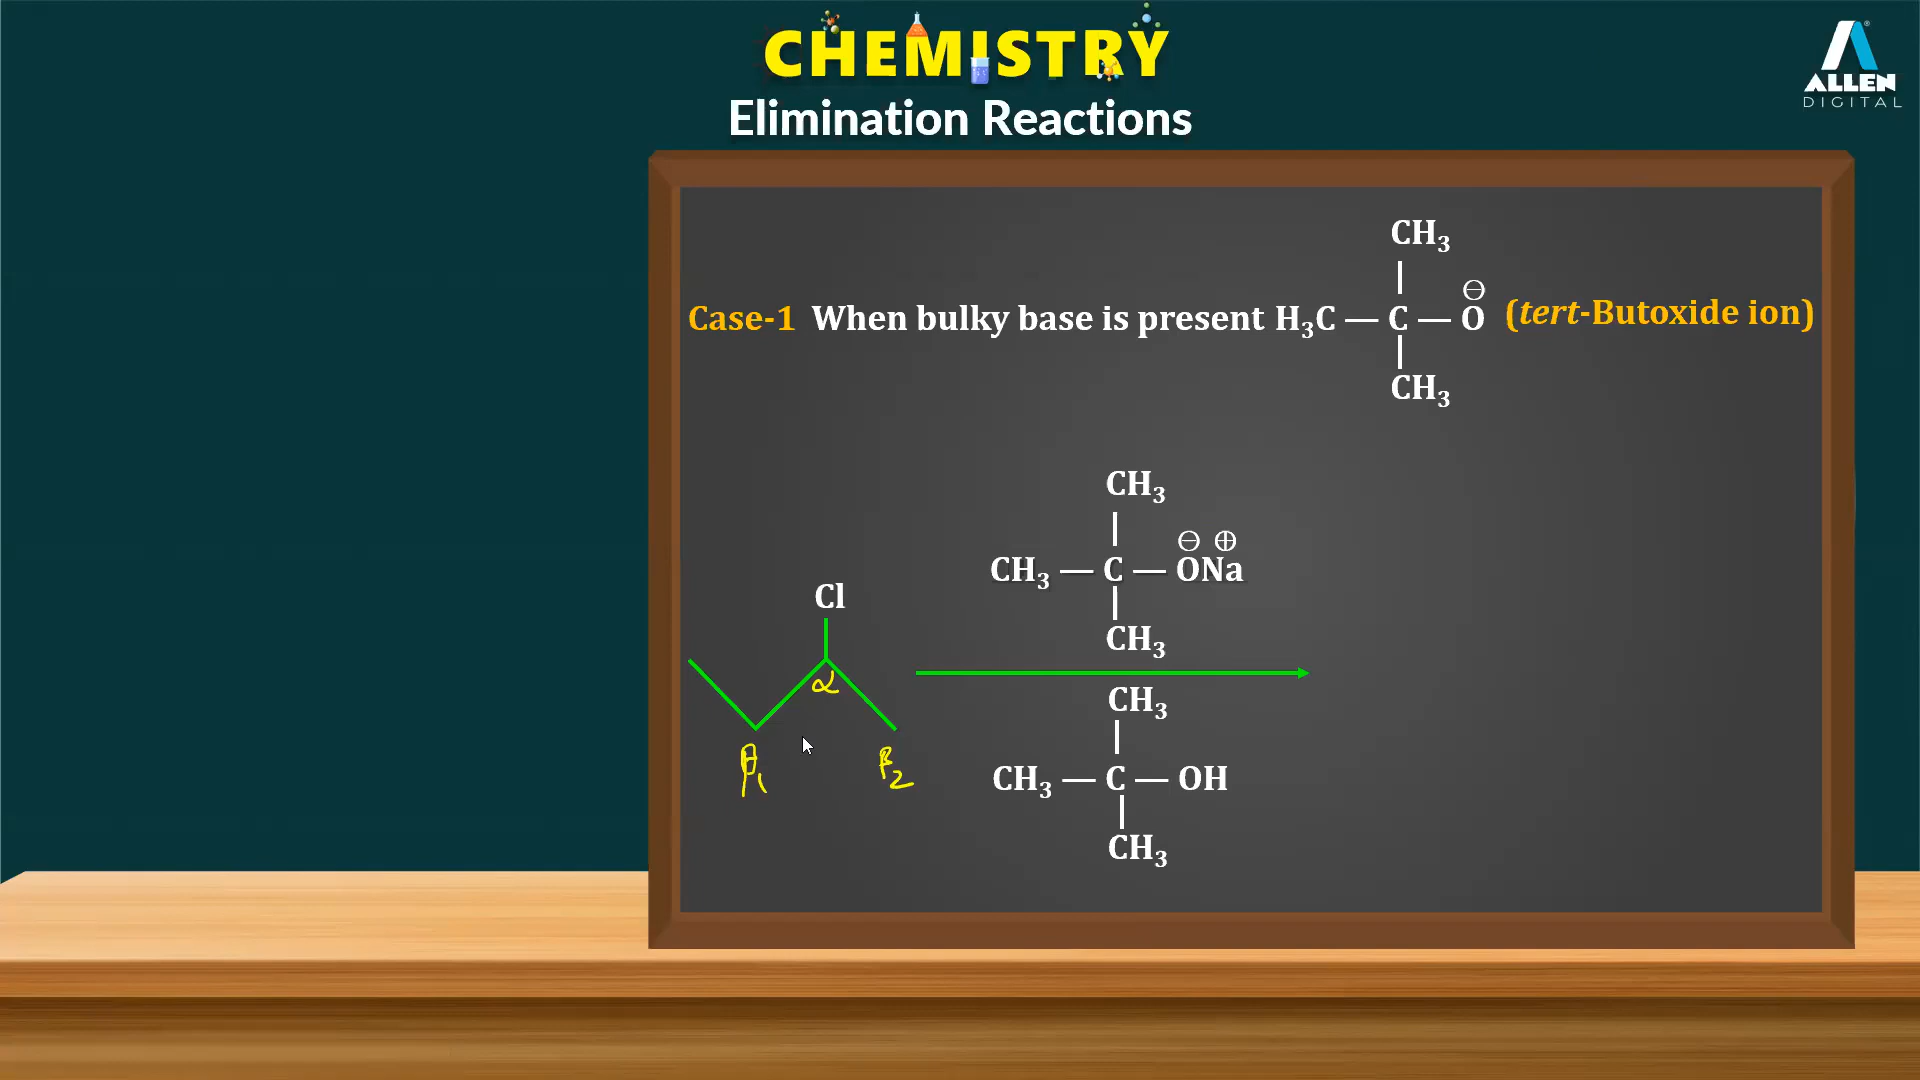 CHEMISTRY
ALLEN
DIGITAL
Elimination Reactions
CH₃
⊖
Case-1 When bulky base is present H₃C — C — O (tert-Butoxide ion)
CH₃
CH₃
⊖ ⊕
CH₃ — C — ONa
Cl
CH₃
α
CH₃
β₁ β₂
CH₃ — C — OH
CH₃